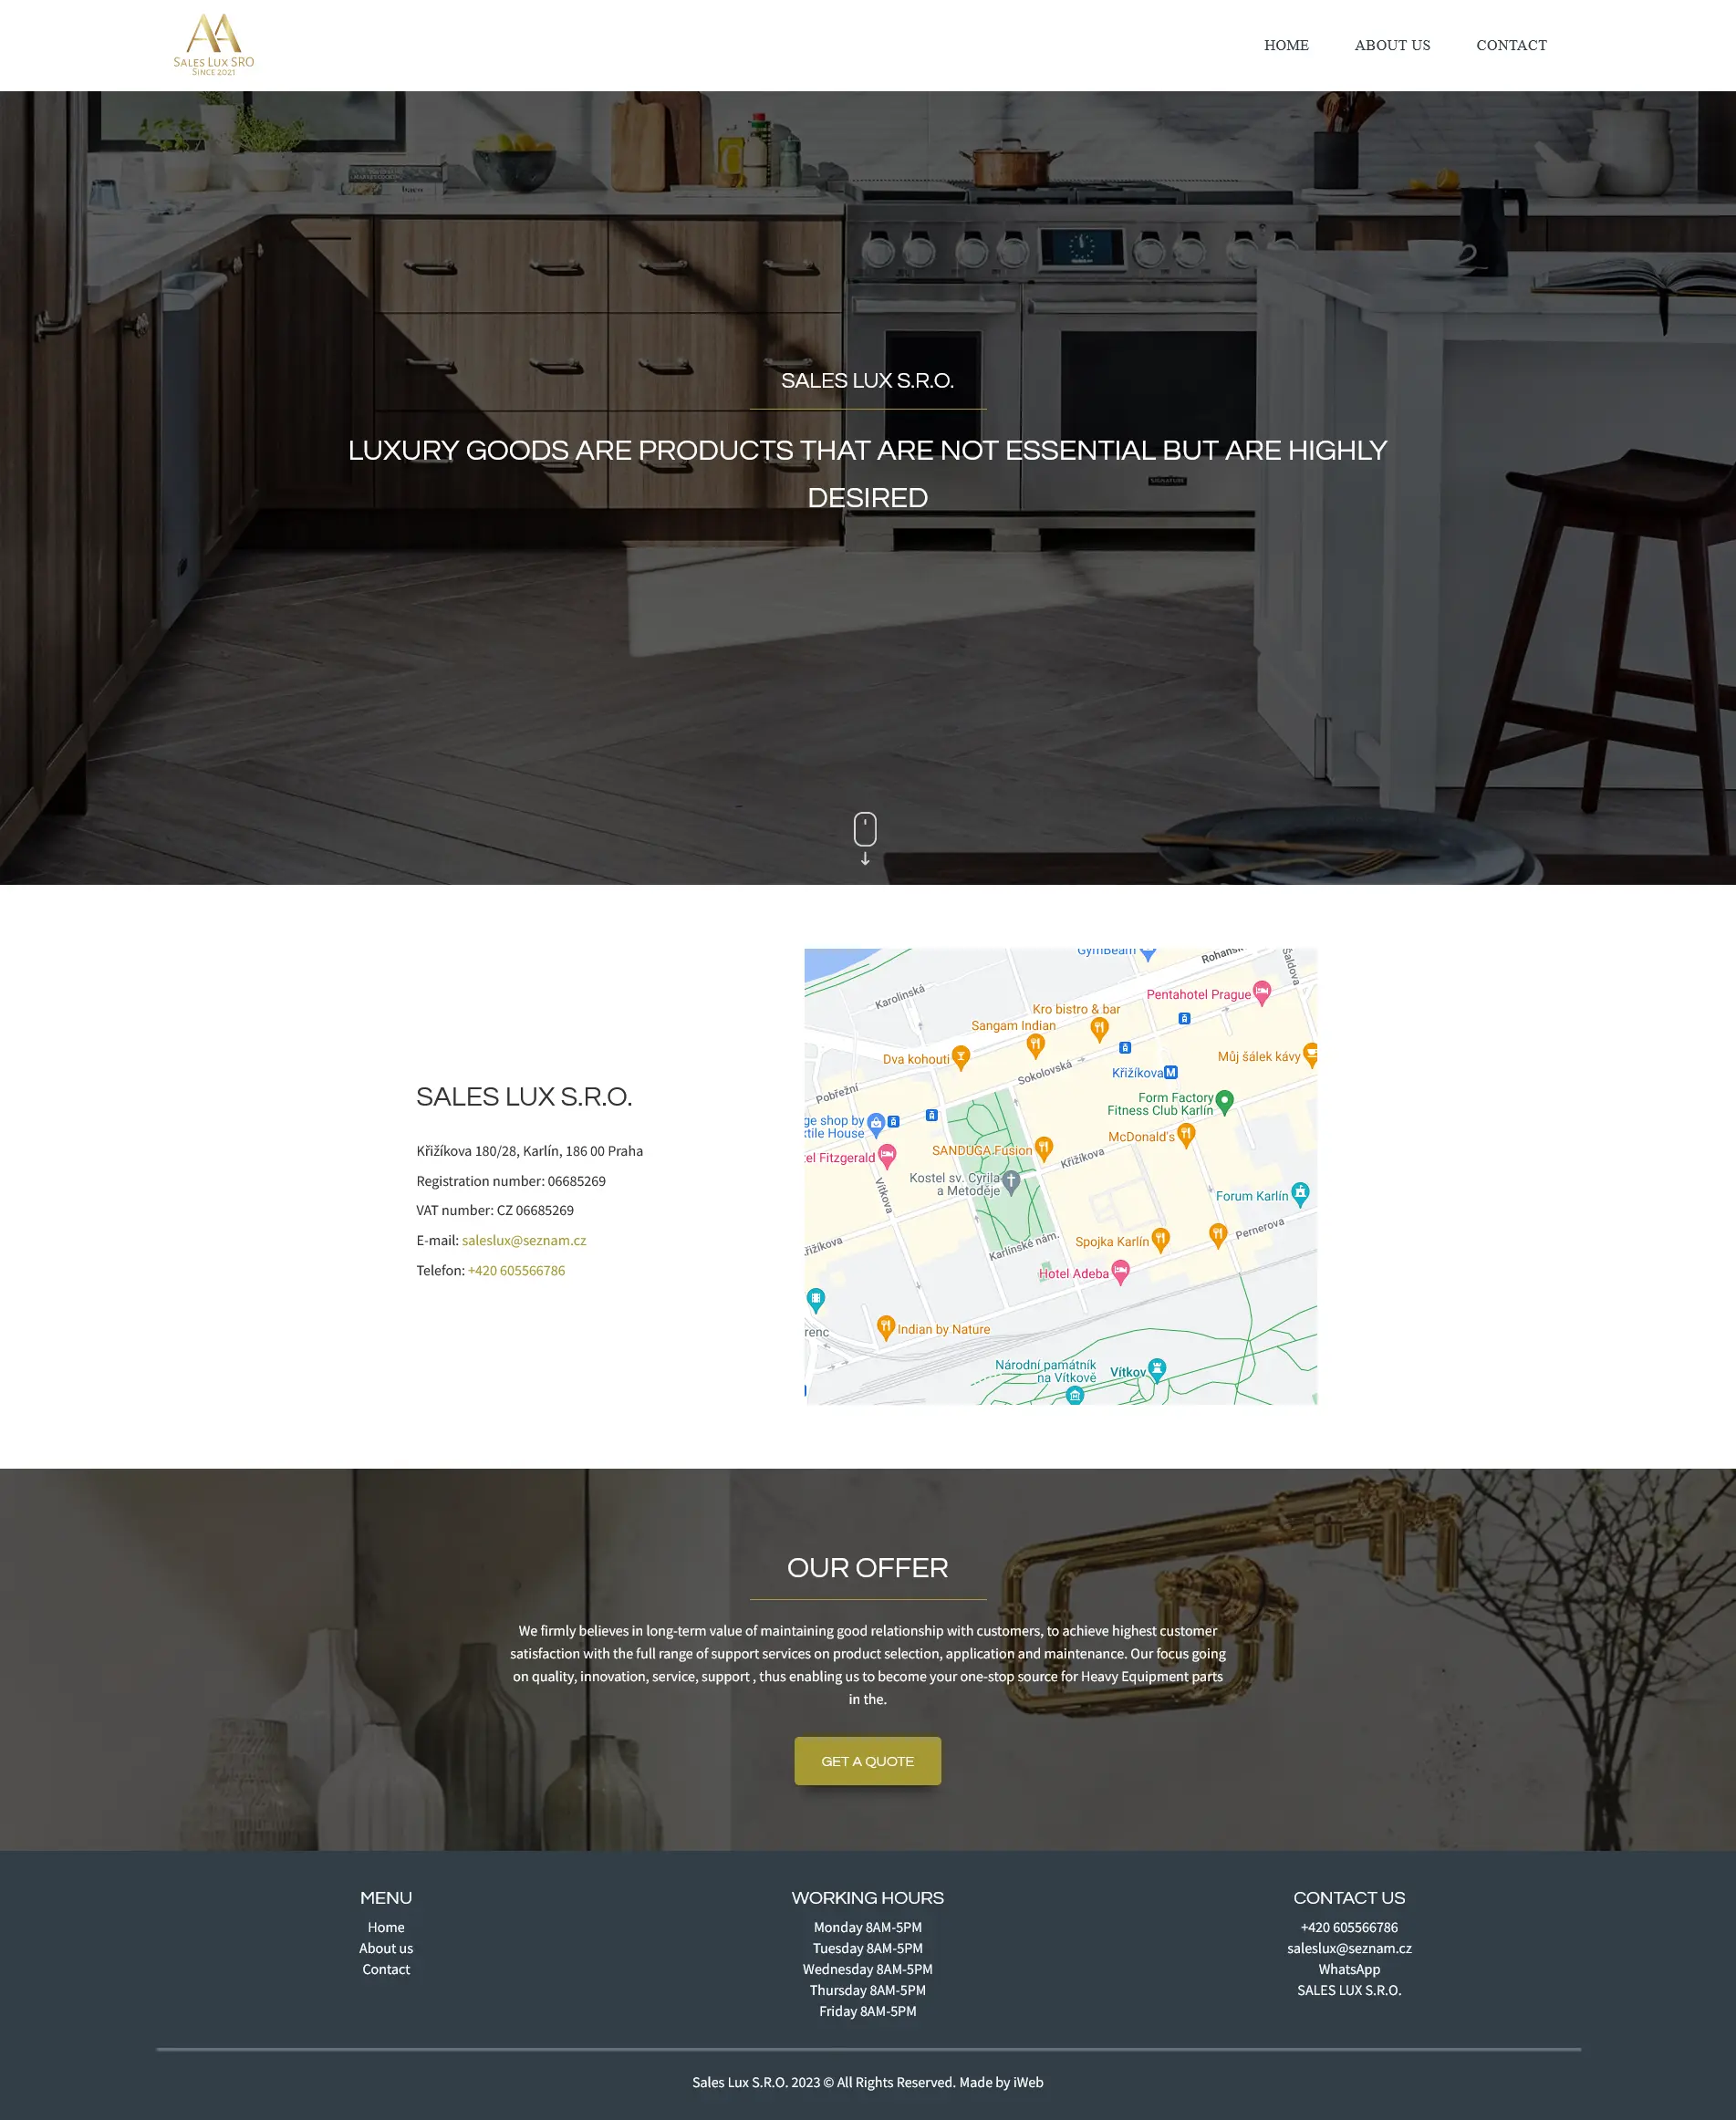 SALES LUX SRO
SINCE 2021
HOME
ABOUT US
CONTACT
SALES LUX S.R.O.
LUXURY GOODS ARE PRODUCTS THAT ARE NOT ESSENTIAL BUT ARE HIGHLY
DESIRED
SIGNATURE
SALES LUX S.R.O.
Křižíkova 180/28, Karlín, 186 00 Praha
Registration number: 06685269
VAT number: CZ 06685269
E-mail: saleslux@seznam.cz
Telefon: +420 605566786
GymBeam
Rohansk
Šaldova
Karolinská
Pentahotel Prague
Kro bistro & bar
Sangam Indian
Dva kohouti
Můj šálek kávy
Sokolovská
Křižíkova M
Pobřežní
Form Factory
Fitness Club Karlín
ge shop by
xtile House
McDonald's
SANDUGA Fusion
el Fitzgerald
Křižíkova
Kostel sv. Cyrila
a Metoděje
Vítkova
Forum Karlín
Pernerova
Spojka Karlín
Křižíkova
Karlínské nám.
Hotel Adeba
Indian by Nature
renc
Národní památník
na Vítkově
Vítkov
OUR OFFER
We firmly believes in long-term value of maintaining good relationship with customers, to achieve highest customer
satisfaction with the full range of support services on product selection, application and maintenance. Our focus going
on quality, innovation, service, support , thus enabling us to become your one-stop source for Heavy Equipment parts
in the.
GET A QUOTE
MENU
Home
About us
Contact
WORKING HOURS
Monday 8AM-5PM
Tuesday 8AM-5PM
Wednesday 8AM-5PM
Thursday 8AM-5PM
Friday 8AM-5PM
CONTACT US
+420 605566786
saleslux@seznam.cz
WhatsApp
SALES LUX S.R.O.
Sales Lux S.R.O. 2023 © All Rights Reserved. Made by iWeb